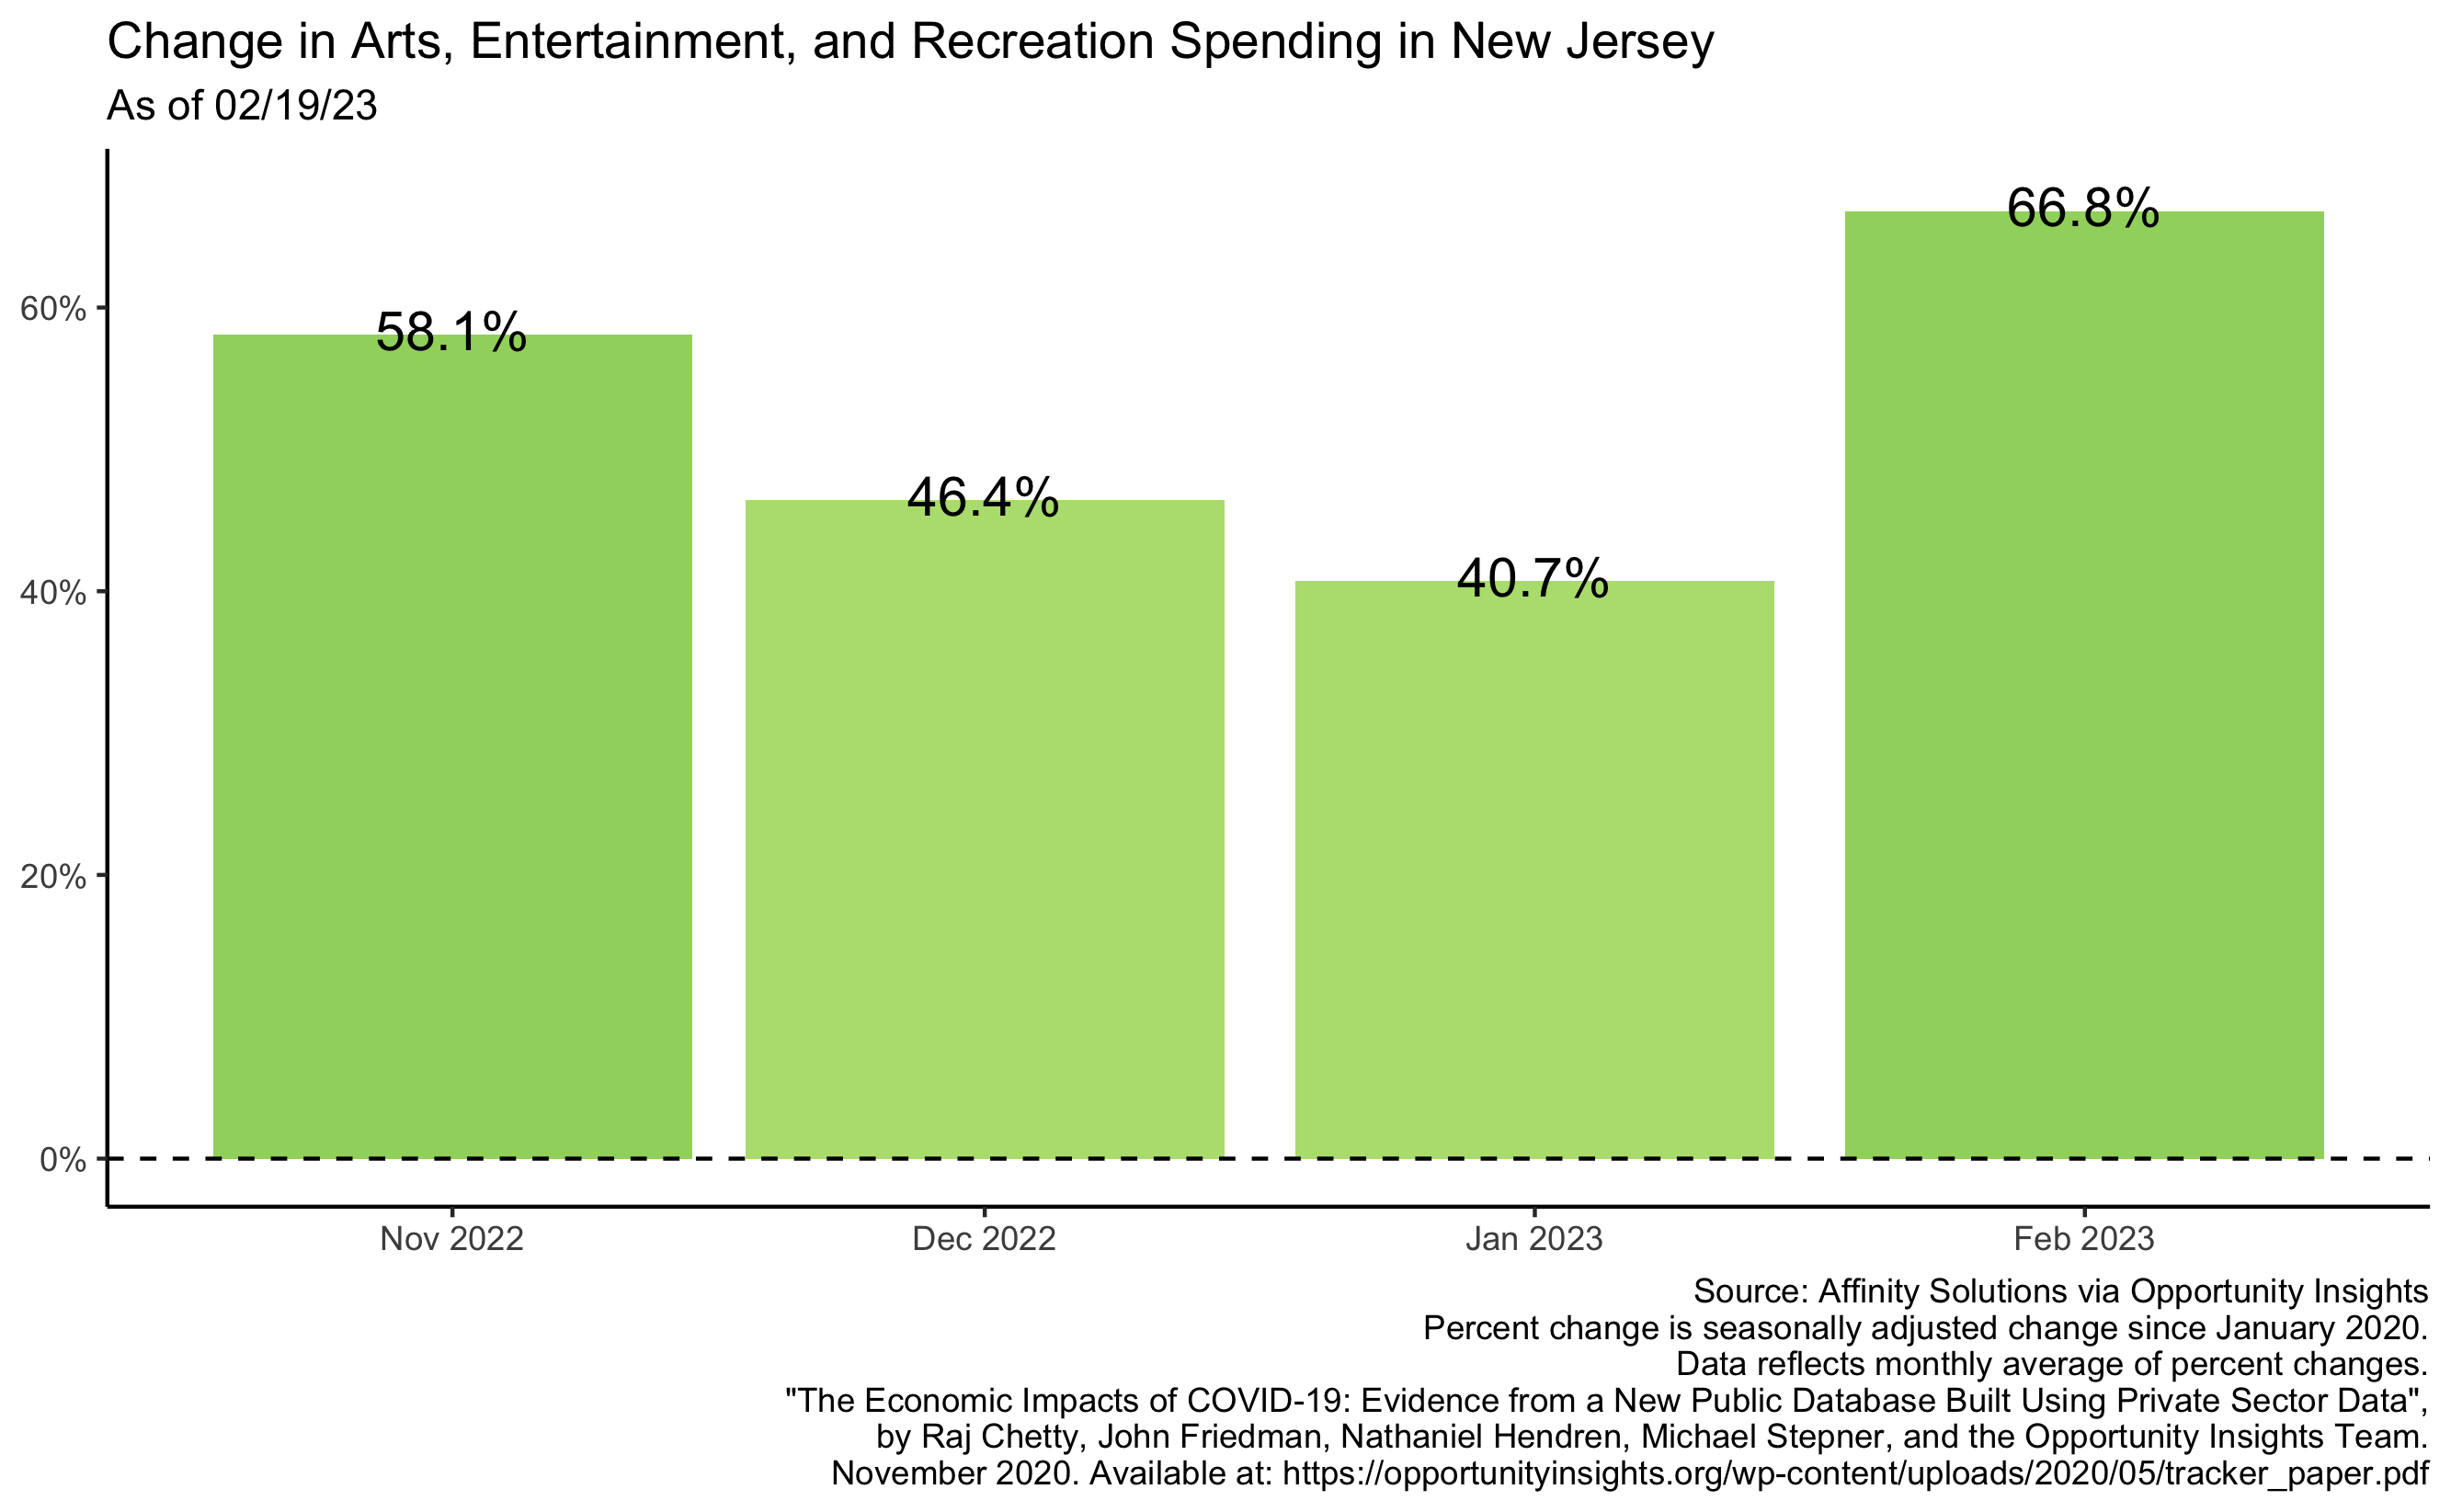 Change in Arts, Entertainment, and Recreation Spending in New Jersey
As of 02/19/23
66.8%
60%
58.1%
46.4%
40.7%
40%
20%
0%
Nov 2022
Dec 2022
Jan 2023
Feb 2023
Source: Affinity Solutions via Opportunity Insights
Percent change is seasonally adjusted change since January 2020.
Data reflects monthly average of percent changes.
"The Economic Impacts of COVID-19: Evidence from a New Public Database Built Using Private Sector Data",
by Raj Chetty, John Friedman, Nathaniel Hendren, Michael Stepner, and the Opportunity Insights Team.
November 2020. Available at: https://opportunityinsights.org/wp-content/uploads/2020/05/tracker_paper.pdf